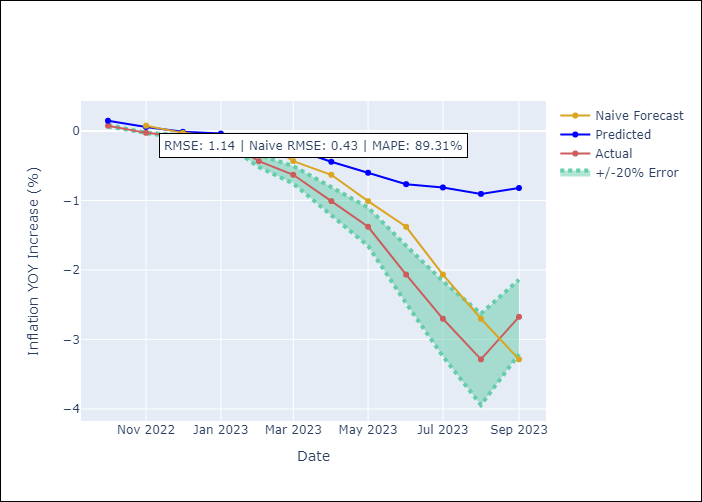 Naive Forecast
Predicted
Actual
+/-20% Error
RMSE: 1.14 | Naive RMSE: 0.43 | MAPE: 89.31%
Inflation YOY Increase (%)
0
−1
−2
−3
−4
Nov 2022 Jan 2023 Mar 2023 May 2023 Jul 2023 Sep 2023
Date